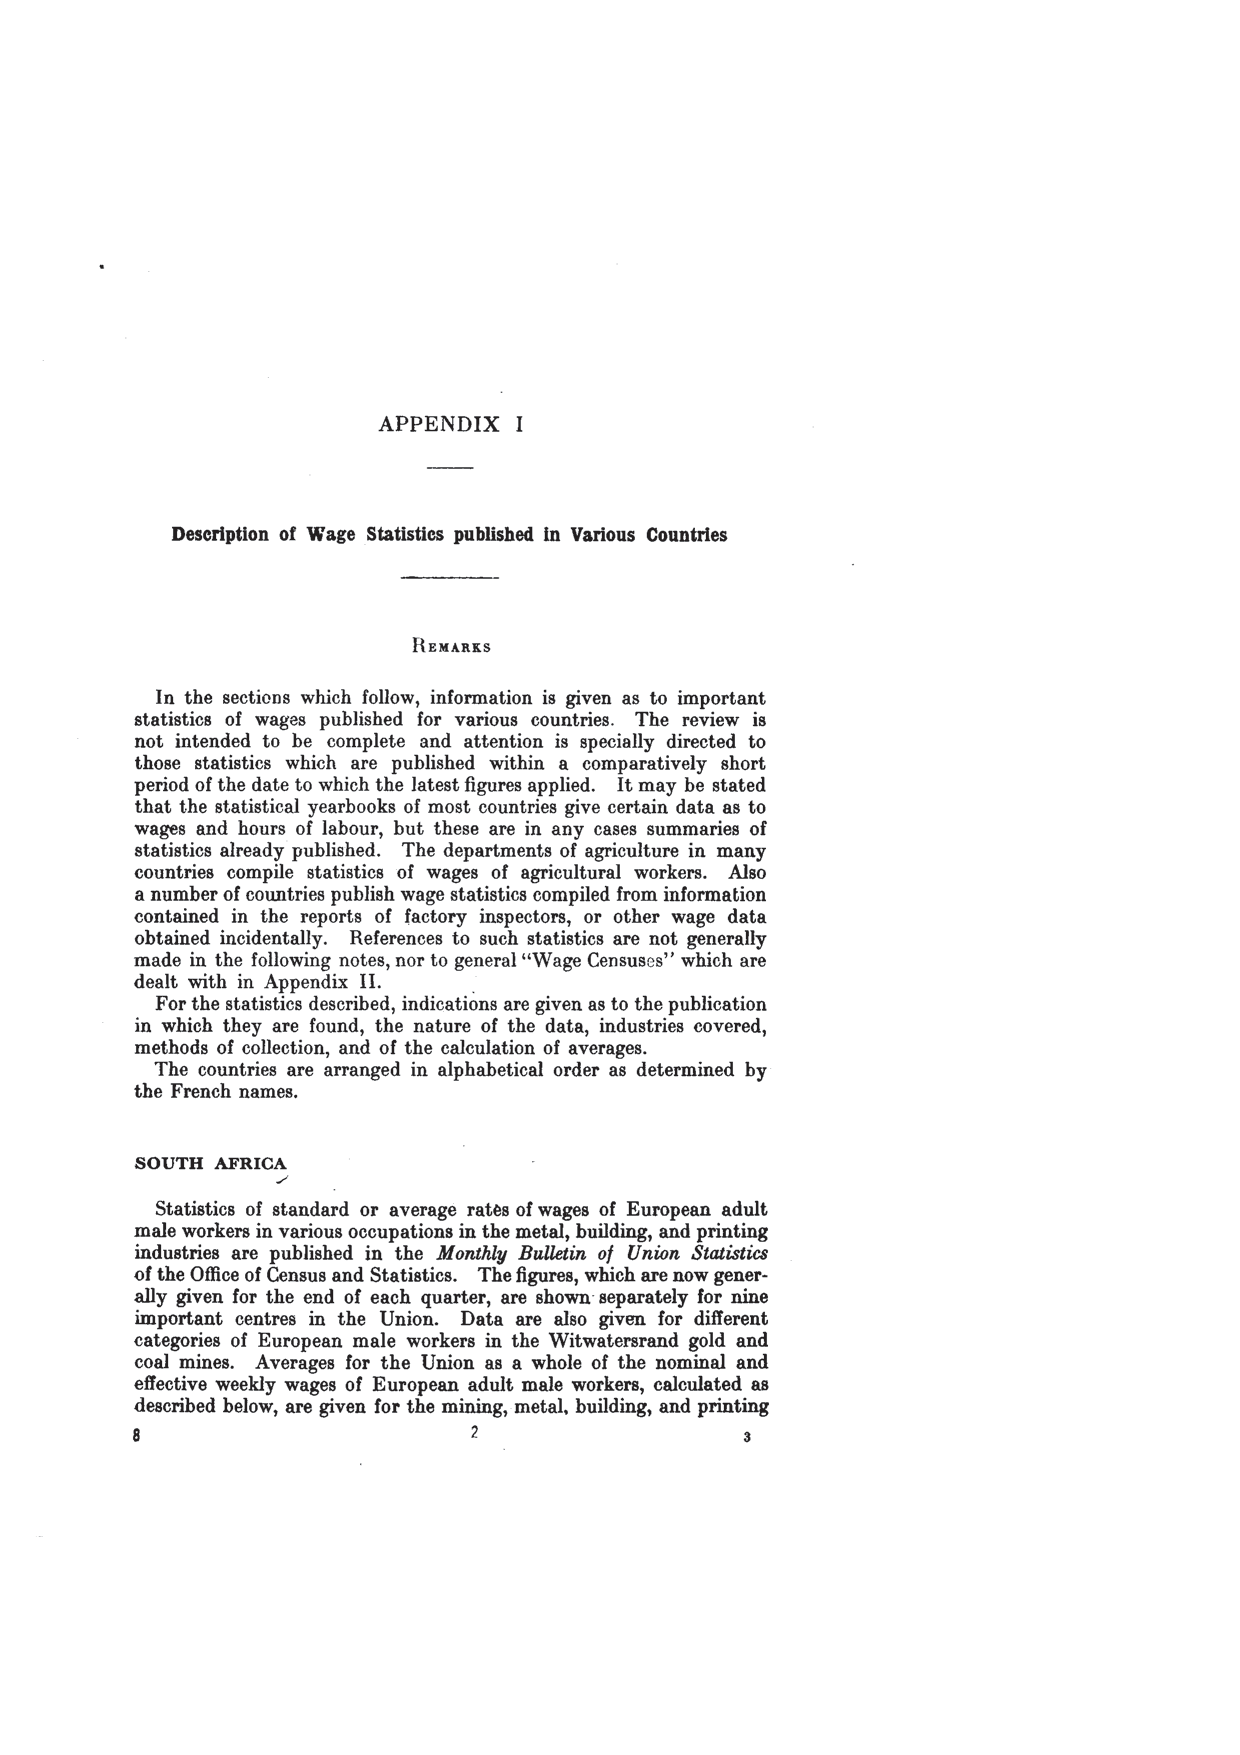 APPENDIX I
Description of Wage Statistics published in Various Countries
REMARKS
In the sections which follow, information is given as to important
statistics of wages published for various countries. The review is
not intended to be complete and attention is specially directed to
those statistics which are published within a comparatively short
period of the date to which the latest figures applied. It may be stated
that the statistical yearbooks of most countries give certain data as to
wages and hours of labour, but these are in any cases summaries of
statistics already published. The departments of agriculture in many
countries compile statistics of wages of agricultural workers. Also
a number of countries publish wage statistics compiled from information
contained in the reports of factory inspectors, or other wage data
obtained incidentally. References to such statistics are not generally
made in the following notes, nor to general "Wage Censuses" which are
dealt with in Appendix II.
For the statistics described, indications are given as to the publication
in which they are found, the nature of the data, industries covered,
methods of collection, and of the calculation of averages.
The countries are arranged in alphabetical order as determined by
the French names.
SOUTH AFRICA
Statistics of standard or average rates of wages of European adult
male workers in various occupations in the metal, building, and printing
industries are published in the Monthly Bulletin of Union Statistics
of the Office of Census and Statistics. The figures, which are now gener-
ally given for the end of each quarter, are shown separately for nine
important centres in the Union. Data are also given for different
categories of European male workers in the Witwatersrand gold and
coal mines. Averages for the Union as a whole of the nominal and
effective weekly wages of European adult male workers, calculated as
described below, are given for the mining, metal, building, and printing
8 2 3